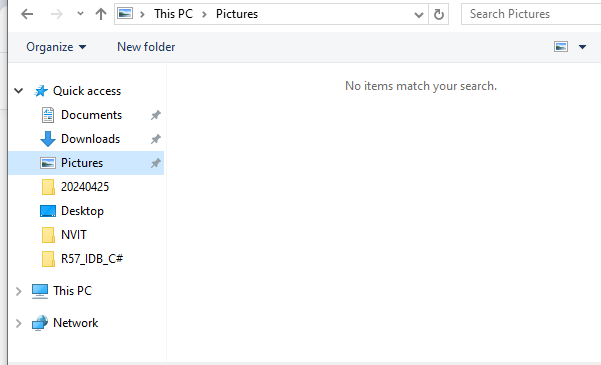 This PC > Pictures
Search Pictures
Organize
New folder
No items match your search.
Quick access
Documents
Downloads
Pictures
20240425
Desktop
NVIT
R57_IDB_C#
This PC
Network